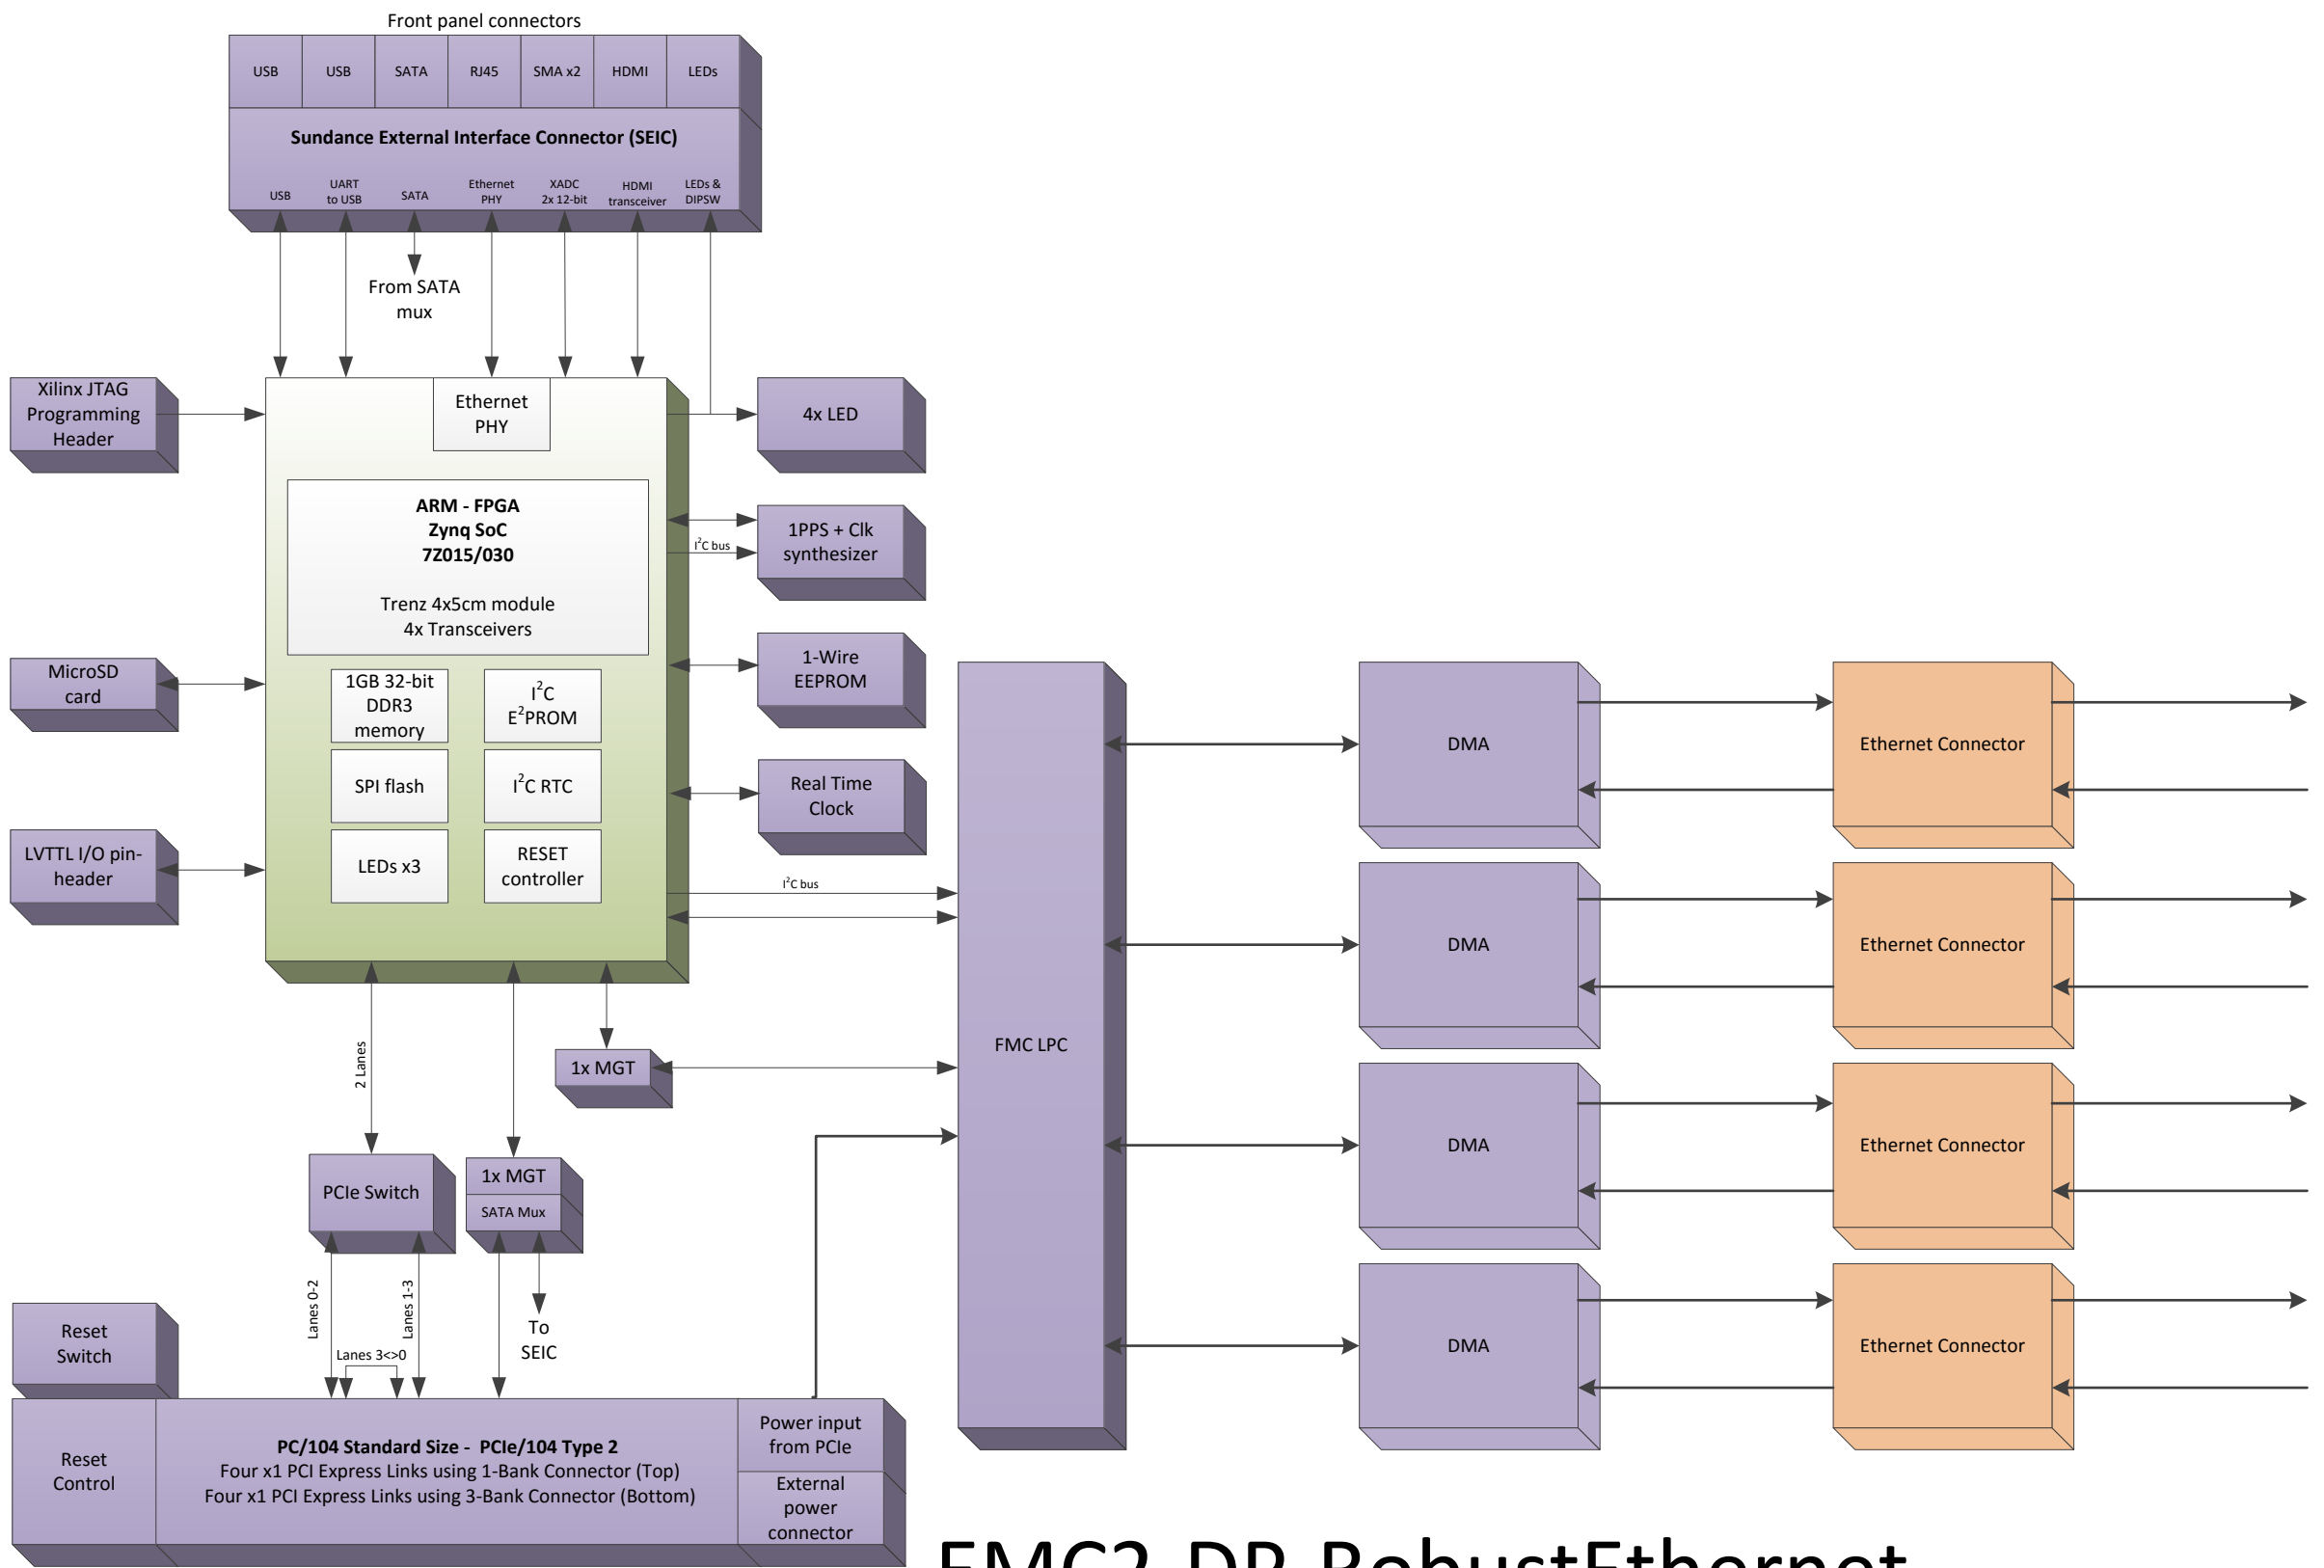 Front panel connectors
USB USB SATA RJ45 SMA x2 HDMI LEDs
Sundance External Interface Connector (SEIC)
USB
UART
to USB
SATA
Ethernet
PHY
XADC
2x 12-bit
HDMI
transceiver
LEDs &
DIPSW
From SATA
mux
Xilinx JTAG
Programming
Header
Ethernet
PHY
4x LED
ARM - FPGA
Zynq SoC
7Z015/030
Trenz 4x5cm module
4x Transceivers
I²C bus
1PPS + Clk
synthesizer
MicroSD
card
1GB 32-bit
DDR3
memory
I²C
E²PROM
1-Wire
EEPROM
SPI flash
I²C RTC
Real Time
Clock
LVTTL I/O pin-
header
LEDs x3
RESET
controller
I²C bus
FMC LPC
DMA
Ethernet Connector
DMA
Ethernet Connector
DMA
Ethernet Connector
DMA
Ethernet Connector
2 Lanes
1x MGT
PCIe Switch
1x MGT
SATA Mux
Lanes 0-2
Lanes 1-3
Lanes 3<>0
To
SEIC
Reset
Switch
Reset
Control
PC/104 Standard Size - PCIe/104 Type 2
Four x1 PCI Express Links using 1-Bank Connector (Top)
Four x1 PCI Express Links using 3-Bank Connector (Bottom)
Power input
from PCIe
External
power
connector
FMC2-DP-RobustEthernet